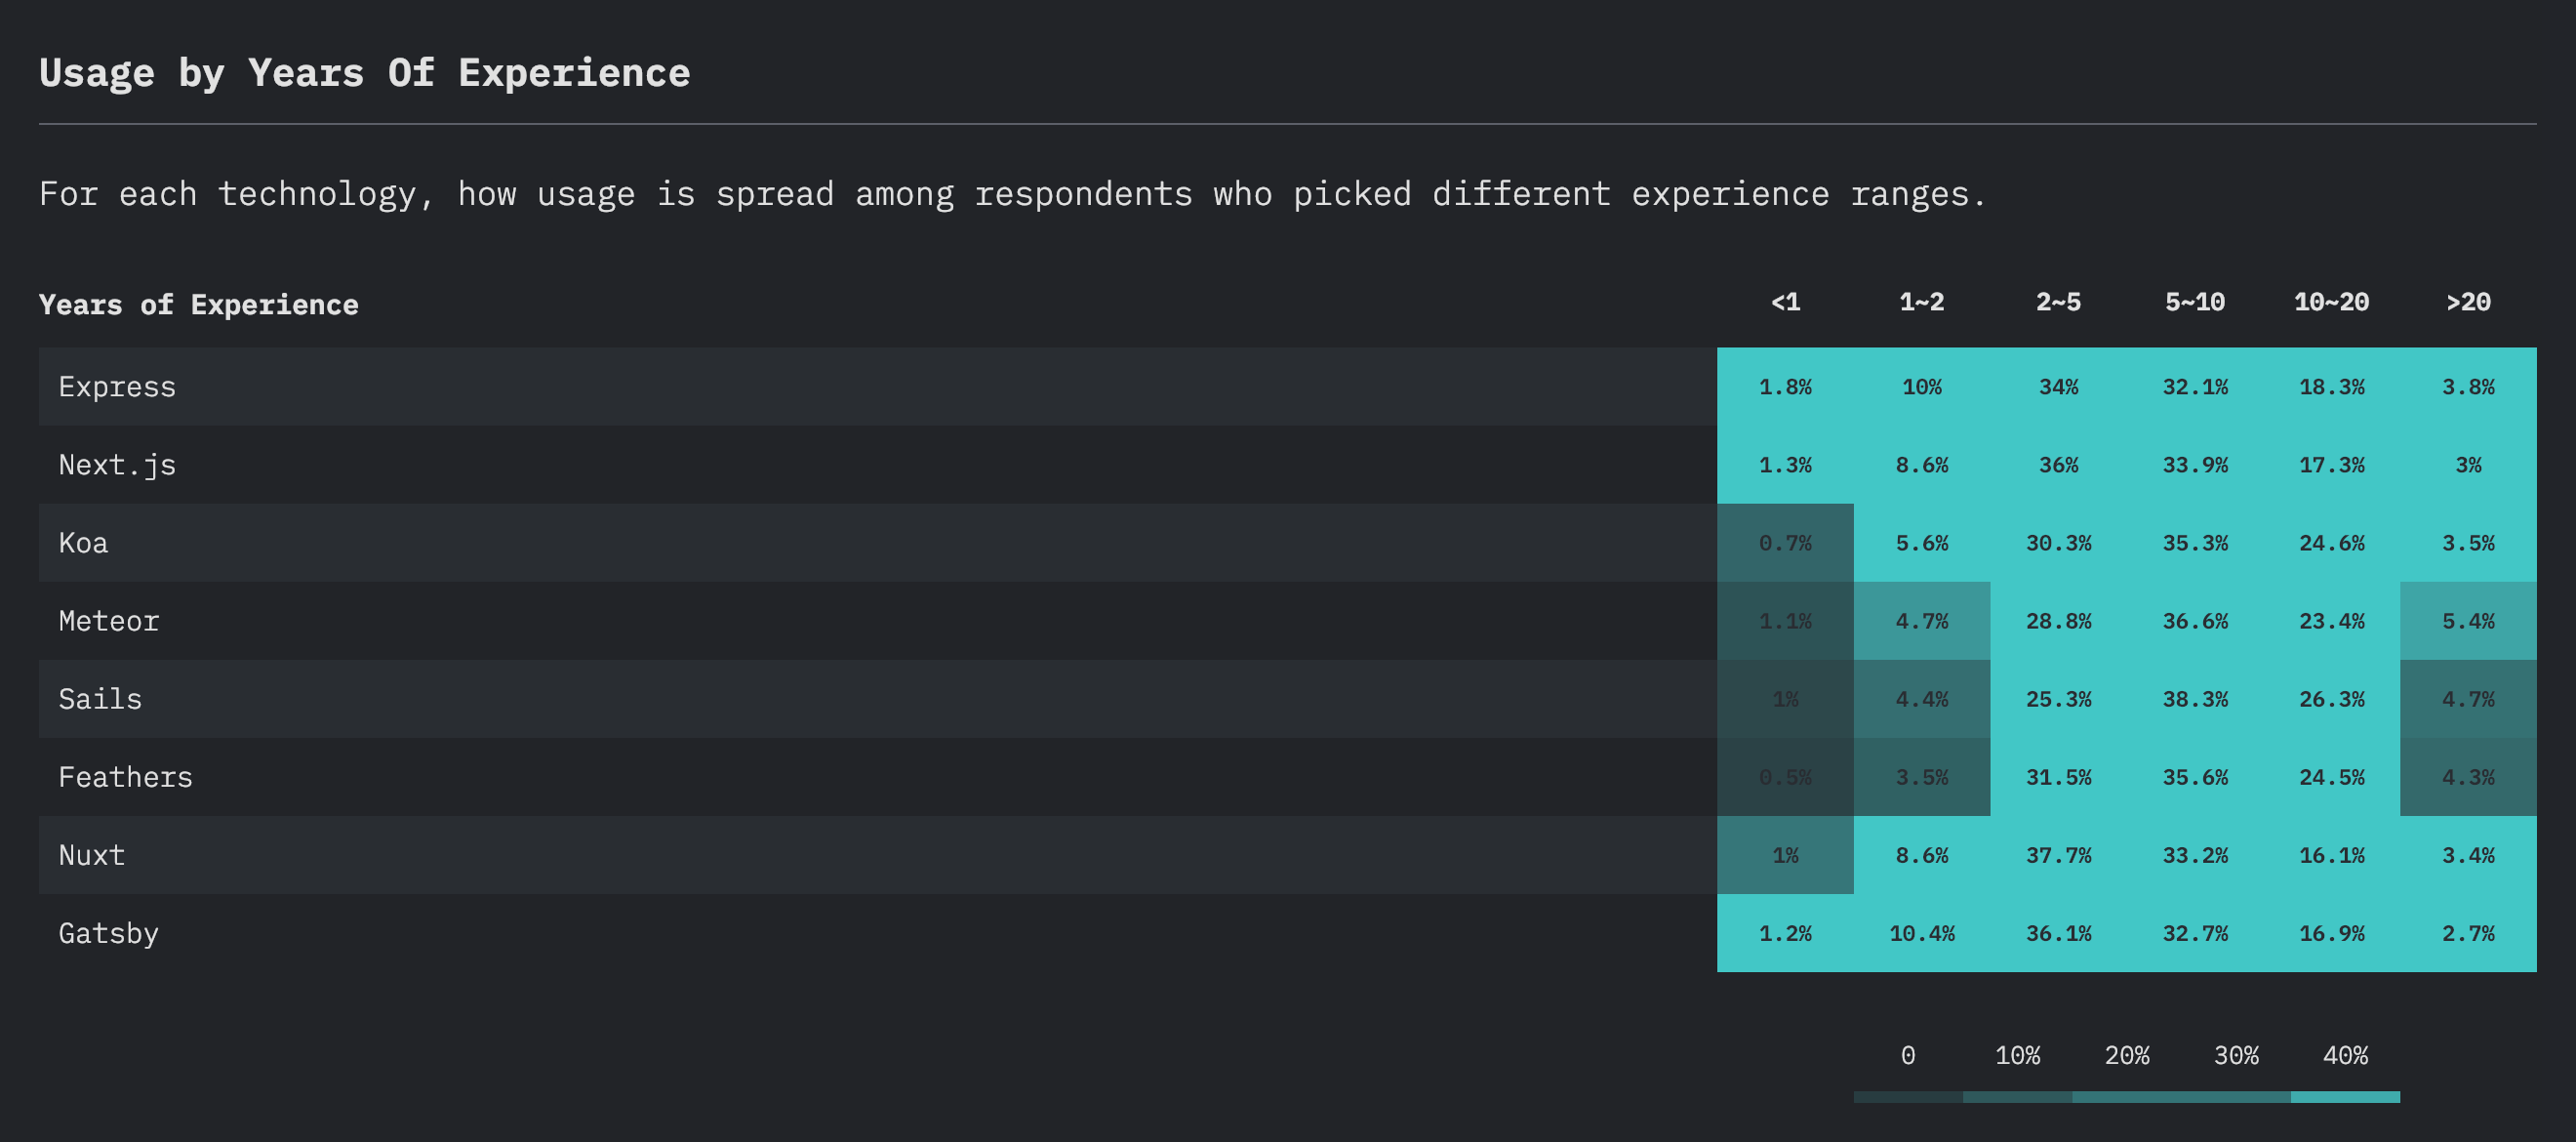 Usage by Years Of Experience
For each technology, how usage is spread among respondents who picked different experience ranges.
Years of Experience <1 1~2 2~5 5~10 10~20 >20
Express 1.8% 10% 34% 32.1% 18.3% 3.8%
Next.js 1.3% 8.6% 36% 33.9% 17.3% 3%
Koa 0.7% 5.6% 30.3% 35.3% 24.6% 3.5%
Meteor 1.1% 4.7% 28.8% 36.6% 23.4% 5.4%
Sails 1% 4.4% 25.3% 38.3% 26.3% 4.7%
Feathers 0.5% 3.5% 31.5% 35.6% 24.5% 4.3%
Nuxt 1% 8.6% 37.7% 33.2% 16.1% 3.4%
Gatsby 1.2% 10.4% 36.1% 32.7% 16.9% 2.7%
0 10% 20% 30% 40%